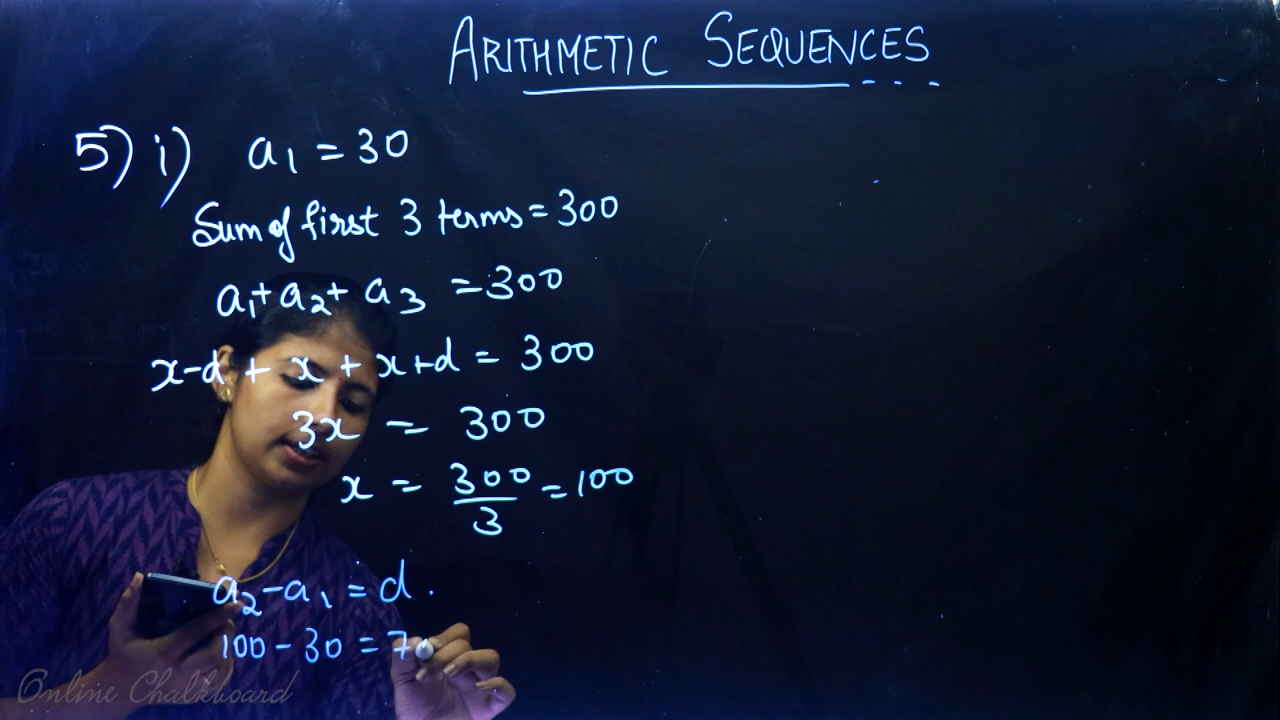 ARITHMETIC SEQUENCES
5) i) a₁ = 30
Sum of first 3 terms = 300
a₁ + a₂ + a₃ = 300
x-d + x + x+d = 300
3x = 300
x = 300/3 = 100
a₂ - a₁ = d.
100 - 30 = 70
Online Chalkboard